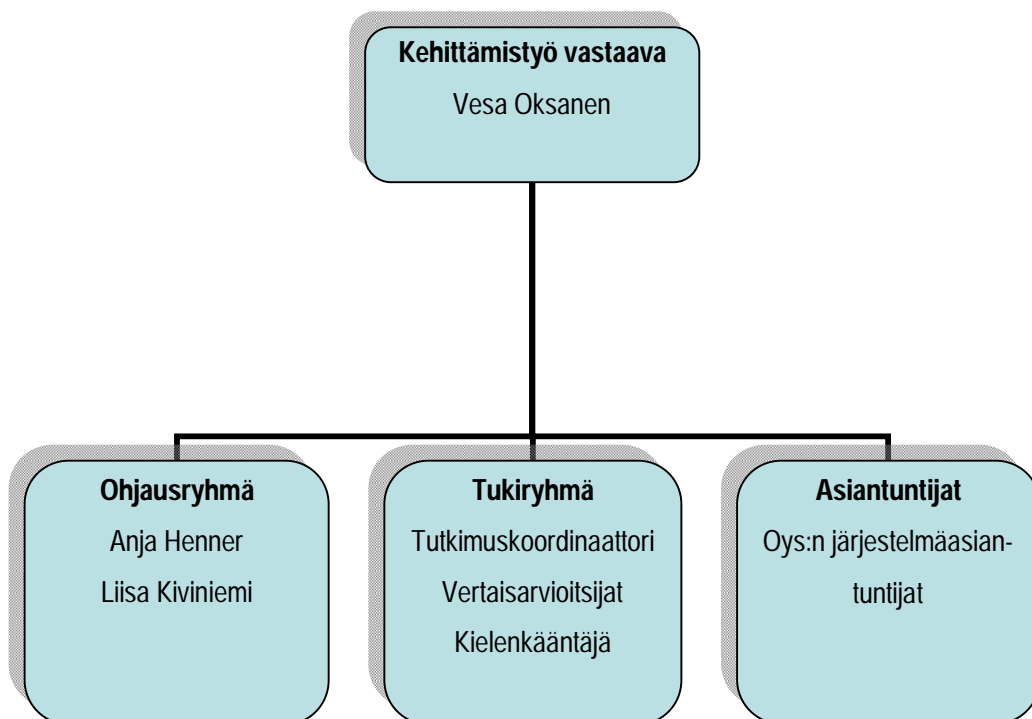 Kehittämistyö vastaava
Vesa Oksanen
Ohjausryhmä
Anja Henner
Liisa Kiviniemi
Tukiryhmä
Tutkimuskoordinaattori
Vertaisarvioitsijat
Kielenkääntäjä
Asiantuntijat
Oys:n järjestelmäasian-
tuntijat